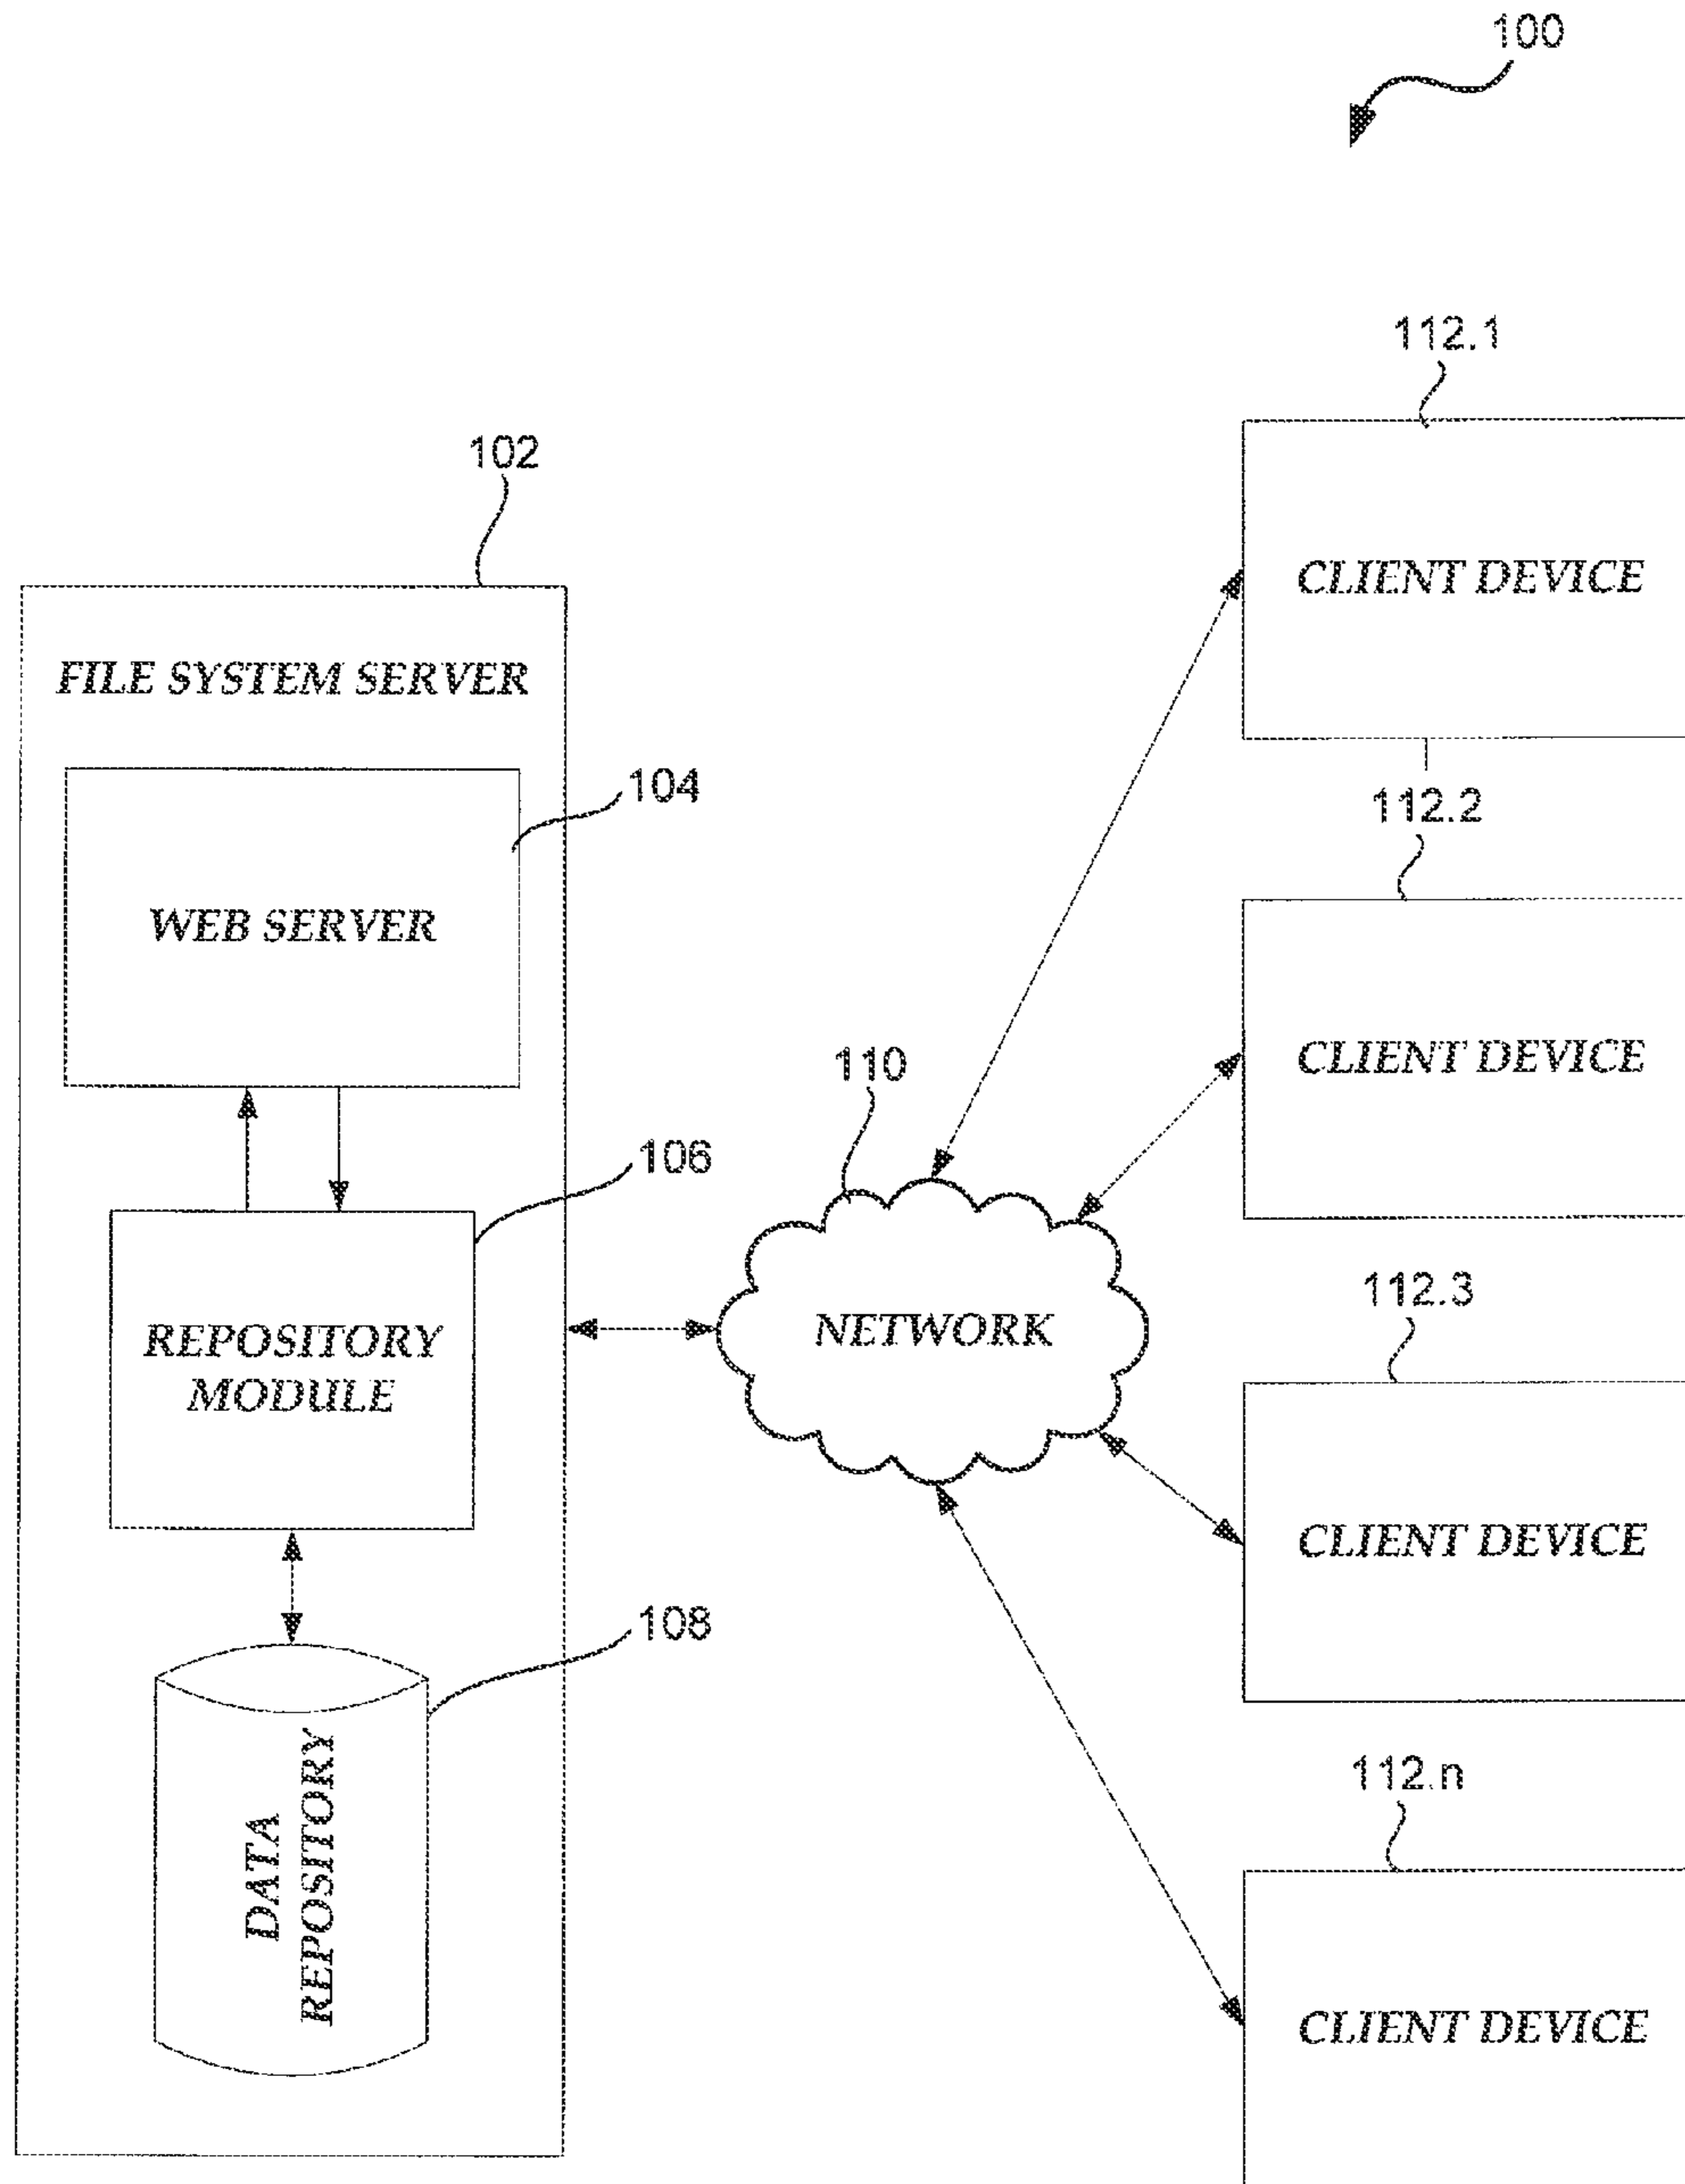 100
112.1
CLIENT DEVICE
102
FILE SYSTEM SERVER
104
WEB SERVER
112.2
CLIENT DEVICE
110
106
REPOSITORY
MODULE
NETWORK
112.3
CLIENT DEVICE
108
DATA
REPOSITORY
112.n
CLIENT DEVICE